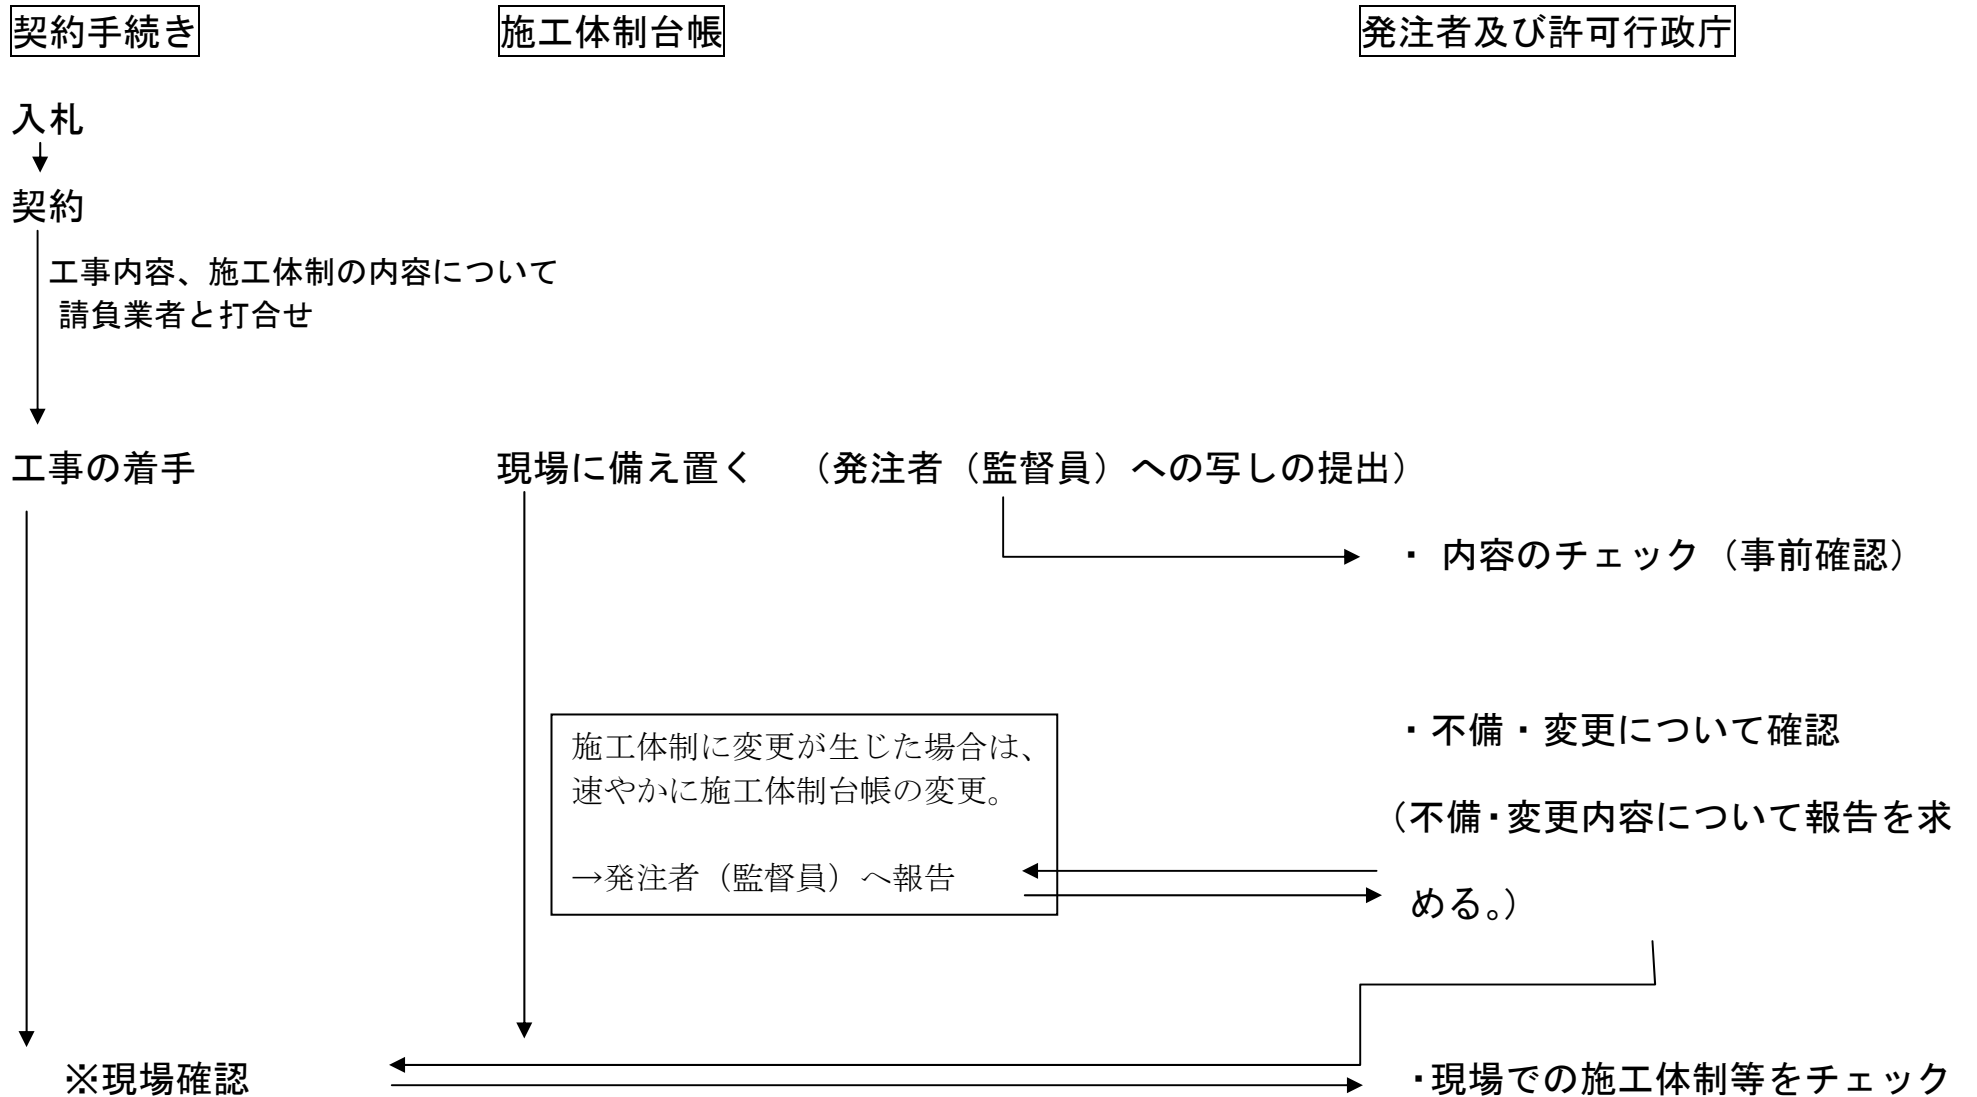 契約手続き
施工体制台帳
発注者及び許可行政庁
入札
契約
工事内容、施工体制の内容について
請負業者と打合せ
工事の着手
現場に備え置く （発注者（監督員）への写しの提出）
・ 内容のチェック（事前確認）
・不備・変更について確認
（不備・変更内容について報告を求
める。）
施工体制に変更が生じた場合は、
速やかに施工体制台帳の変更。
→発注者（監督員）へ報告
※現場確認
・現場での施工体制等をチェック